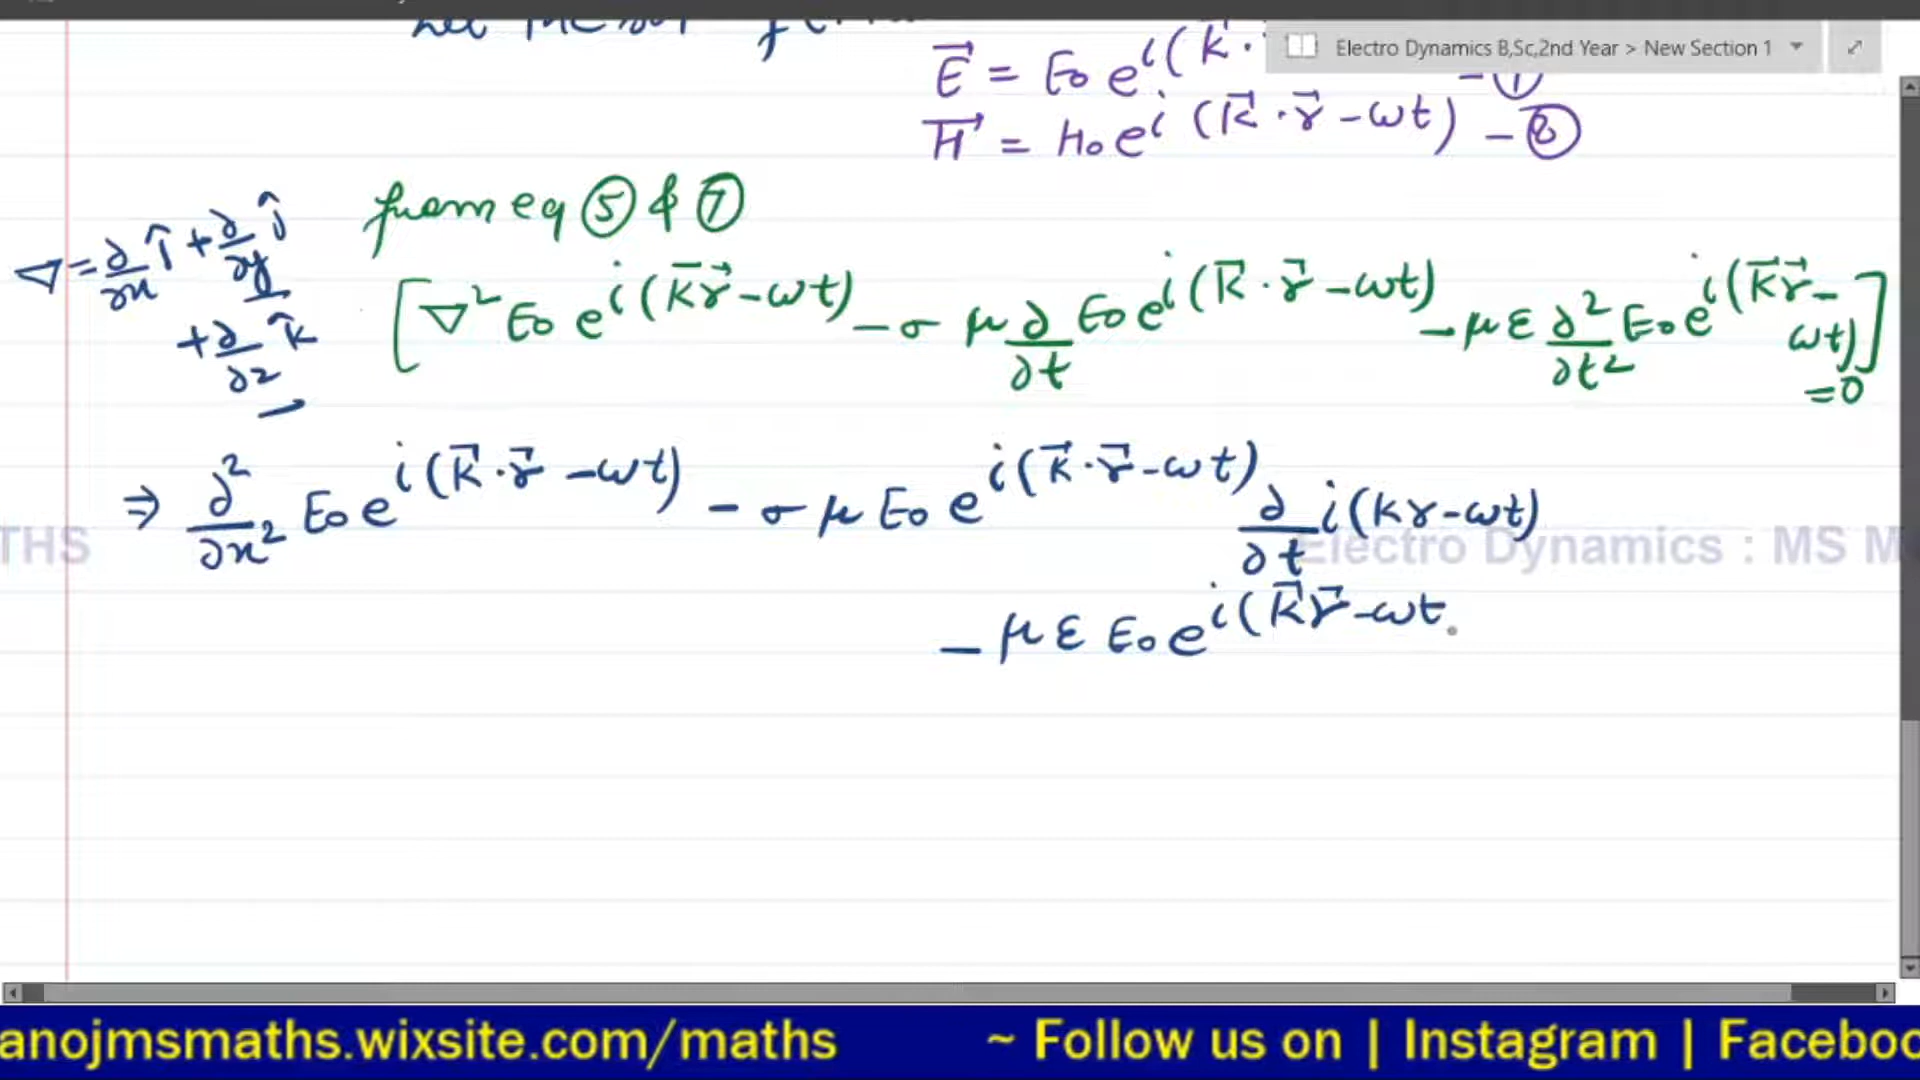 Electro Dynamics B,Sc,2nd Year > New Section 1
E⃗ = E₀ e^i(k⃗ ·
H⃗ = H₀ e^i (k⃗ · r⃗ - ωt) - ⑧
from eq ⑤ & ⑦
∇ = ∂/∂x î + ∂/∂y ĵ
+ ∂/∂z k̂
[∇² E₀ e^i(k⃗ r⃗ - ωt) - σ μ ∂/∂t E₀ e^i(k⃗ · r⃗ - ωt) - μ ε ∂²/∂t² E₀ e^i(k⃗ r⃗ - ωt)]
= 0
⇒ ∂²/∂x² E₀ e^i(k⃗ · r⃗ - ωt) - σ μ E₀ e^i(k⃗ · r⃗ - ωt) ∂/∂t i(kr - ωt)
THS
Electro Dynamics : MS M
- μ ε E₀ e^i(k⃗ r⃗ - ωt
anojmsmaths.wixsite.com/maths ~ Follow us on | Instagram | Faceboo